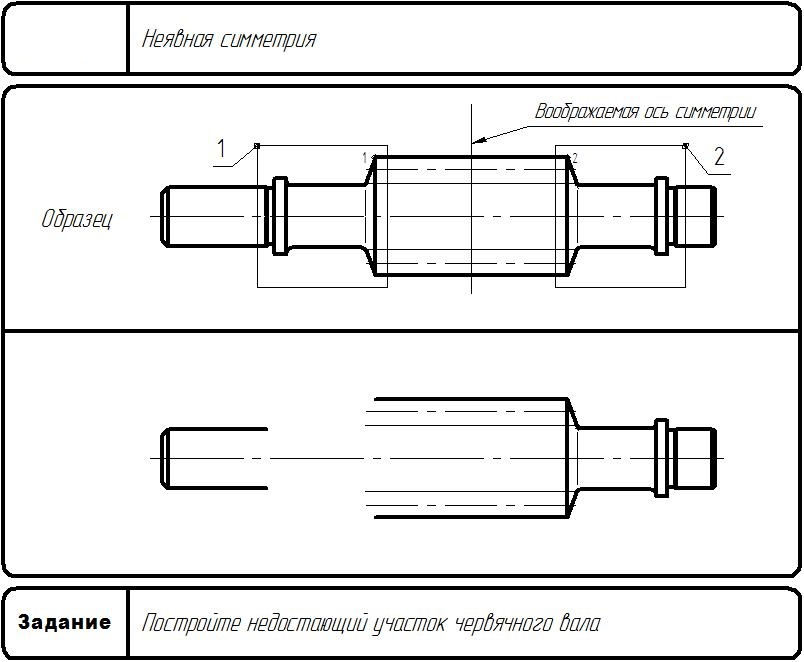 Неявная симметрия
Воображаемая ось симметрии
1
1
2
2
Образец
Задание
Постройте недостающий участок червячного вала